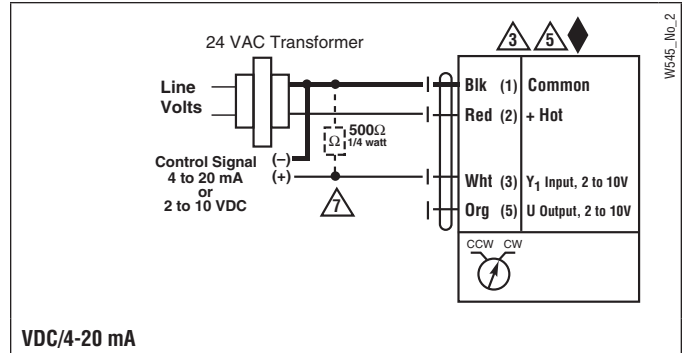 W545_No_2
24 VAC Transformer
3 5
Line
Volts
Blk (1) Common
Red (2) + Hot
Ω 500Ω
1/4 watt
Control Signal (–)
4 to 20 mA (+)
or
2 to 10 VDC
7
Wht (3) Y1 Input, 2 to 10V
Org (5) U Output, 2 to 10V
CCW CW
VDC/4-20 mA